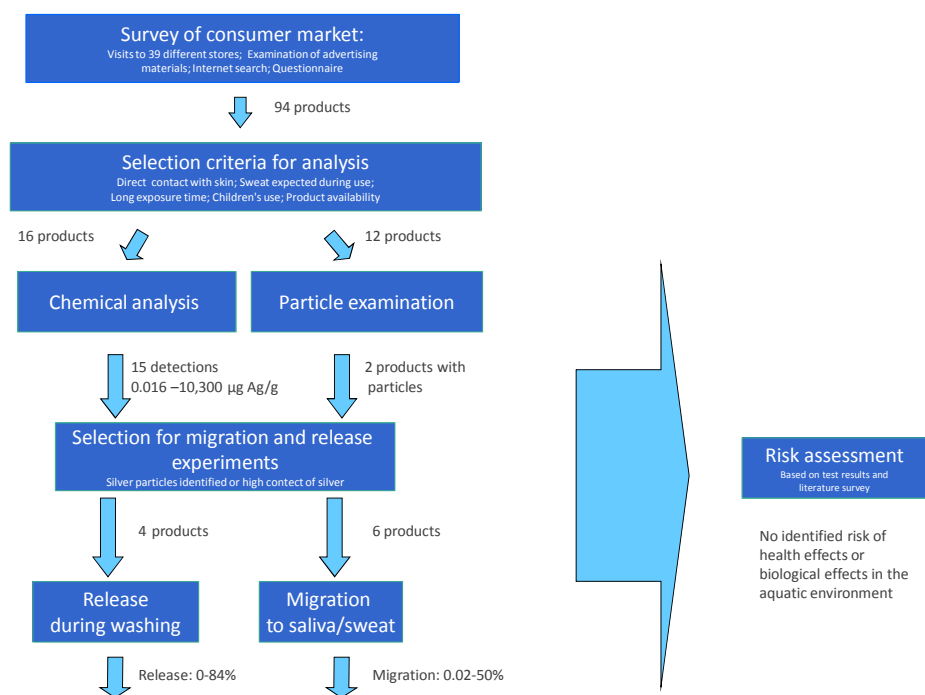 Survey of consumer market:
Visits to 39 different stores; Examination of advertising
materials; Internet search; Questionnaire
94 products
Selection criteria for analysis
Direct contact with skin; Sweat expected during use;
Long exposure time; Children's use; Product availability
16 products
12 products
Chemical analysis
Particle examination
15 detections
0.016 –10,300 µg Ag/g
2 products with
particles
Selection for migration and release
experiments
Silver particles identified or high contect of silver
4 products
6 products
Release
during washing
Migration
to saliva/sweat
Release: 0-84%
Migration: 0.02-50%
Risk assessment
Based on test results and
literature survey
No identified risk of
health effects or
biological effects in the
aquatic environment